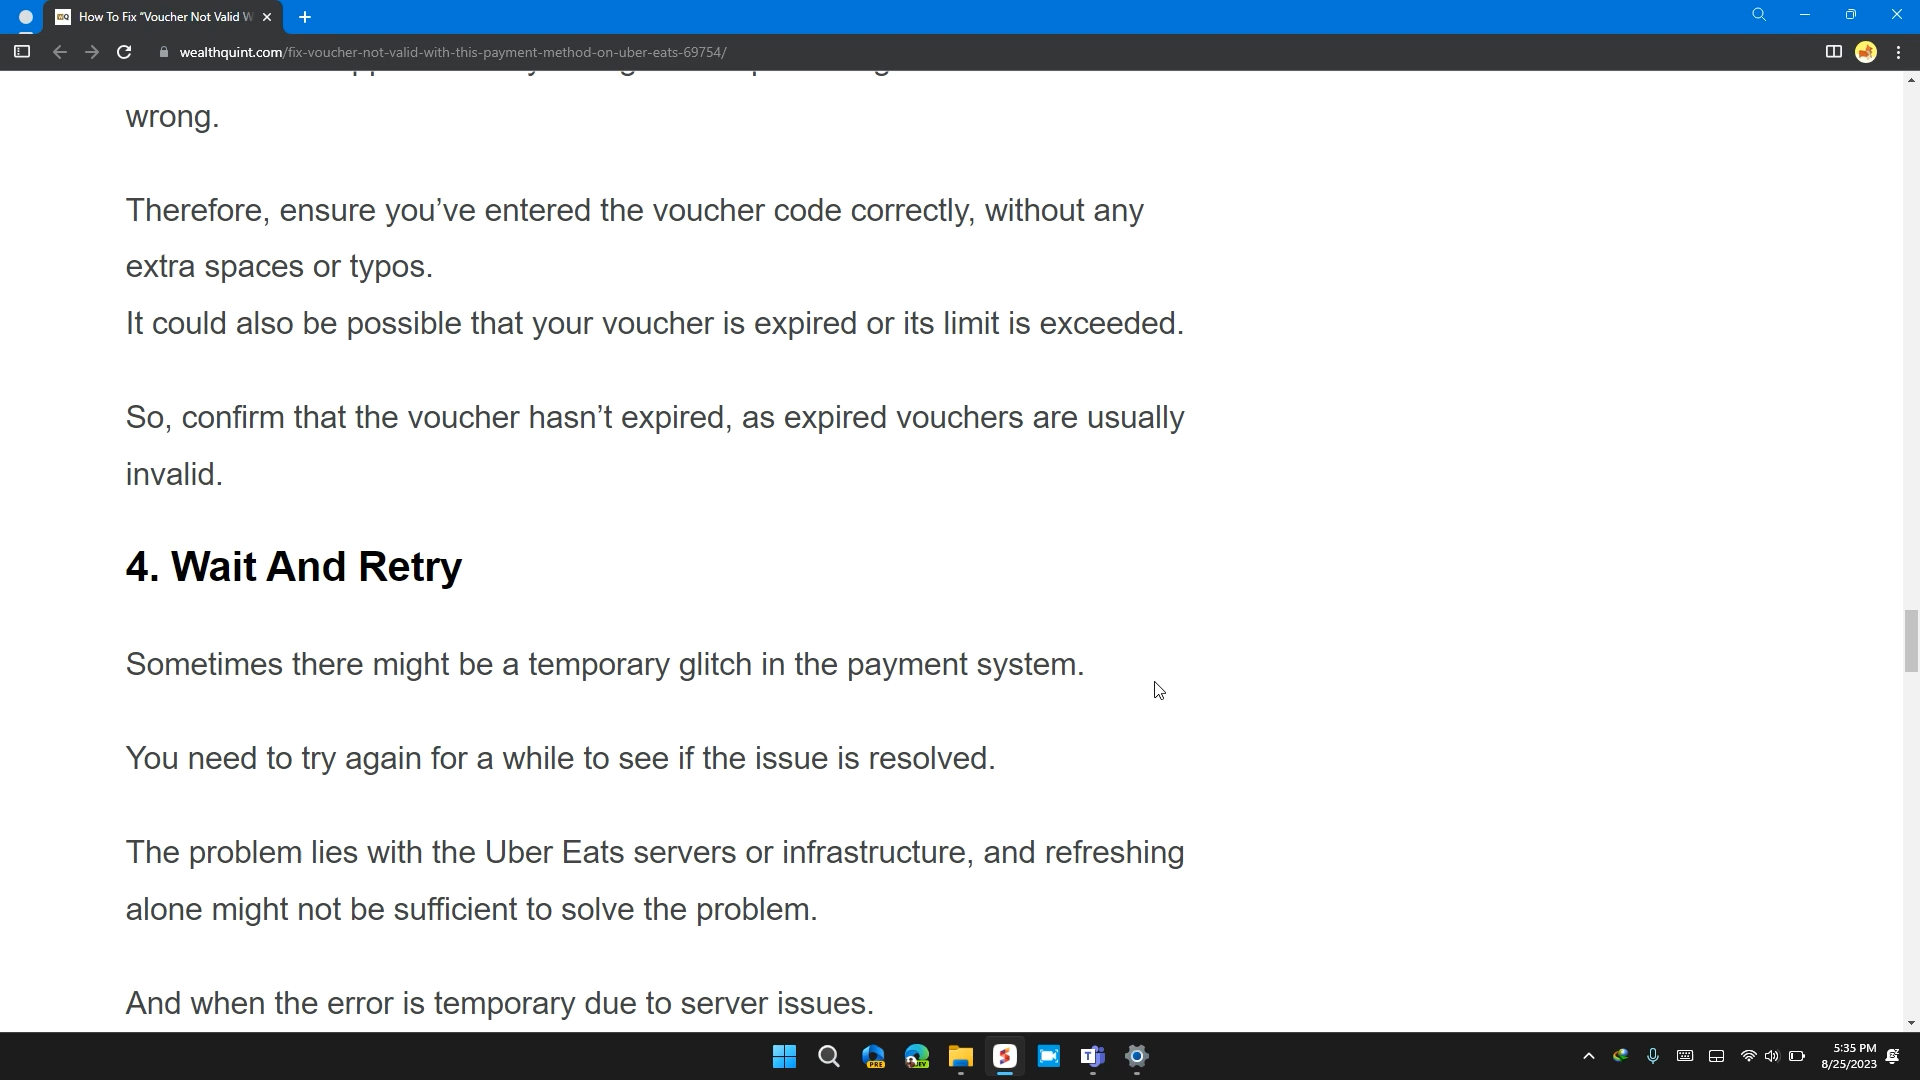 How To Fix "Voucher Not Valid W
wealthquint.com/fix-voucher-not-valid-with-this-payment-method-on-uber-eats-69754/
wrong.
Therefore, ensure you’ve entered the voucher code correctly, without any
extra spaces or typos.
It could also be possible that your voucher is expired or its limit is exceeded.
So, confirm that the voucher hasn’t expired, as expired vouchers are usually
invalid.
4. Wait And Retry
Sometimes there might be a temporary glitch in the payment system.
You need to try again for a while to see if the issue is resolved.
The problem lies with the Uber Eats servers or infrastructure, and refreshing
alone might not be sufficient to solve the problem.
And when the error is temporary due to server issues.
PRE
5:35 PM
8/25/2023